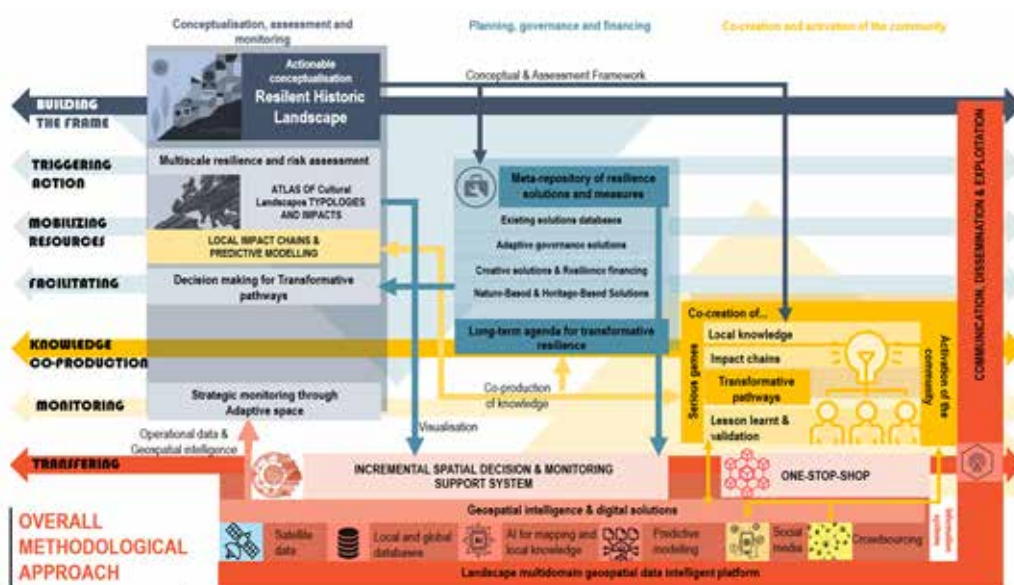 Conceptualisation, assessment and
monitoring
Planning, governance and financing
Co-creation and activation of the community
Actionable
conceptualisation
Resilent Historic
Landscape
Conceptual & Assessment Framework
BUILDING
THE FRAME
TRIGGERING
ACTION
MOBILIZING
RESOURCES
FACILITATING
KNOWLEDGE
CO-PRODUCTION
MONITORING
TRANSFERING
Multiscale resilience and risk assessment
ATLAS OF Cultural
Landscapes TYPOLOGIES
AND IMPACTS
LOCAL IMPACT CHAINS &
PREDICTIVE MODELLING
Decision making for Transformative
pathways
Strategic monitoring through
Adaptive space
Operational data &
Geospatial intelligence
Visualisation
Co-production
of knowledge
Meta-repository of resilience
solutions and measures
Existing solutions databases
Adaptive governance solutions
Creative solutions & Resilience financing
Nature-Based & Heritage-Based Solutions
Long-term agenda for transformative
resilience
Co-creation of...
Serious games
Local knowledge
Impact chains
Transformative
pathways
Lesson learnt &
validation
Activation of the
community
COMMUNICATION, DISSEMINATION & EXPLOITATION
INCREMENTAL SPATIAL DECISION & MONITORING
SUPPORT SYSTEM
ONE-STOP-SHOP
Geospatial intelligence & digital solutions
Satellite
data
Local and global
databases
AI for mapping and
local knowledge
Predictive
modeling
Social
media
Crowdsourcing
Information
systems
Landscape multidomain geospatial data intelligent platform
OVERALL
METHODOLOGICAL
APPROACH